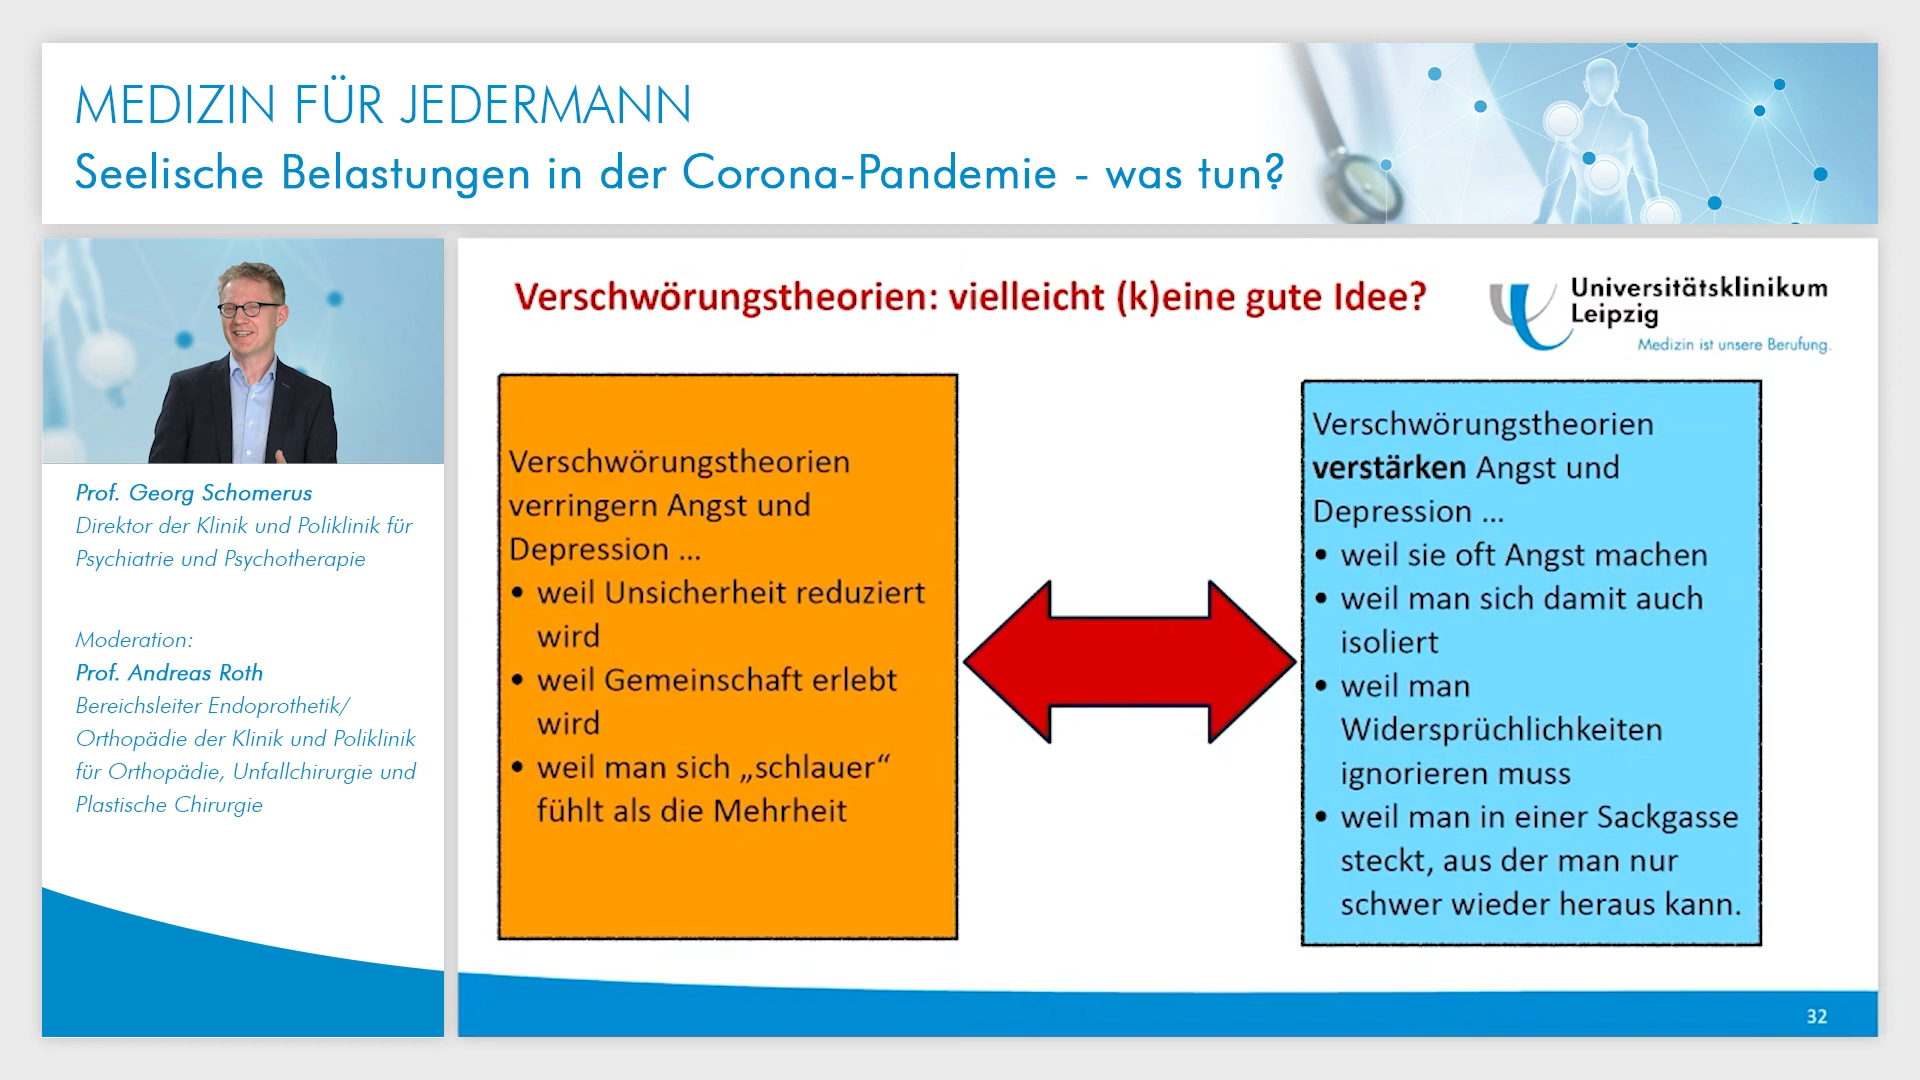 MEDIZIN FÜR JEDERMANN
Seelische Belastungen in der Corona-Pandemie - was tun?
Prof. Georg Schomerus
Direktor der Klinik und Poliklinik für
Psychiatrie und Psychotherapie
Moderation:
Prof. Andreas Roth
Bereichsleiter Endoprothetik/
Orthopädie der Klinik und Poliklinik
für Orthopädie, Unfallchirurgie und
Plastische Chirurgie
Verschwörungstheorien: vielleicht (k)eine gute Idee?
Universitätsklinikum
Leipzig
Medizin ist unsere Berufung.
Verschwörungstheorien
verringern Angst und
Depression ...
• weil Unsicherheit reduziert
wird
• weil Gemeinschaft erlebt
wird
• weil man sich „schlauer“
fühlt als die Mehrheit
Verschwörungstheorien
verstärken Angst und
Depression ...
• weil sie oft Angst machen
• weil man sich damit auch
isoliert
• weil man
Widersprüchlichkeiten
ignorieren muss
• weil man in einer Sackgasse
steckt, aus der man nur
schwer wieder heraus kann.
32